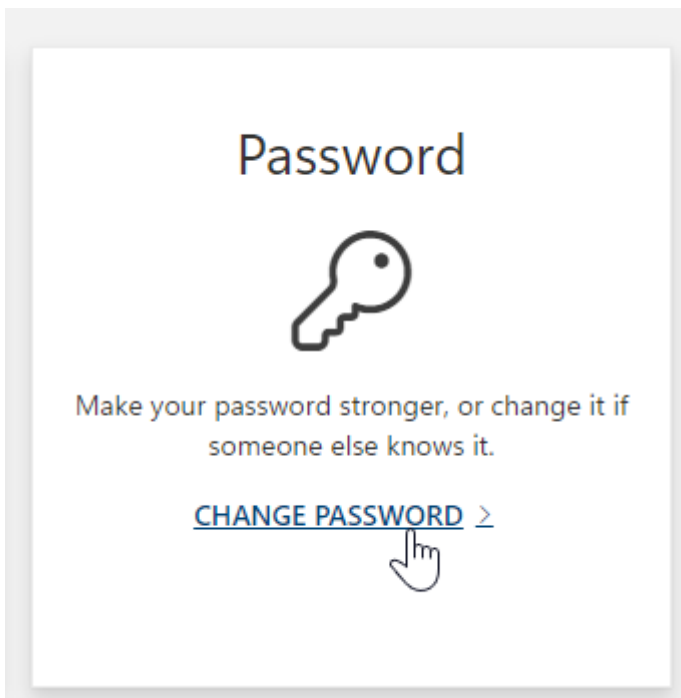 Password
Make your password stronger, or change it if
someone else knows it.
CHANGE PASSWORD >